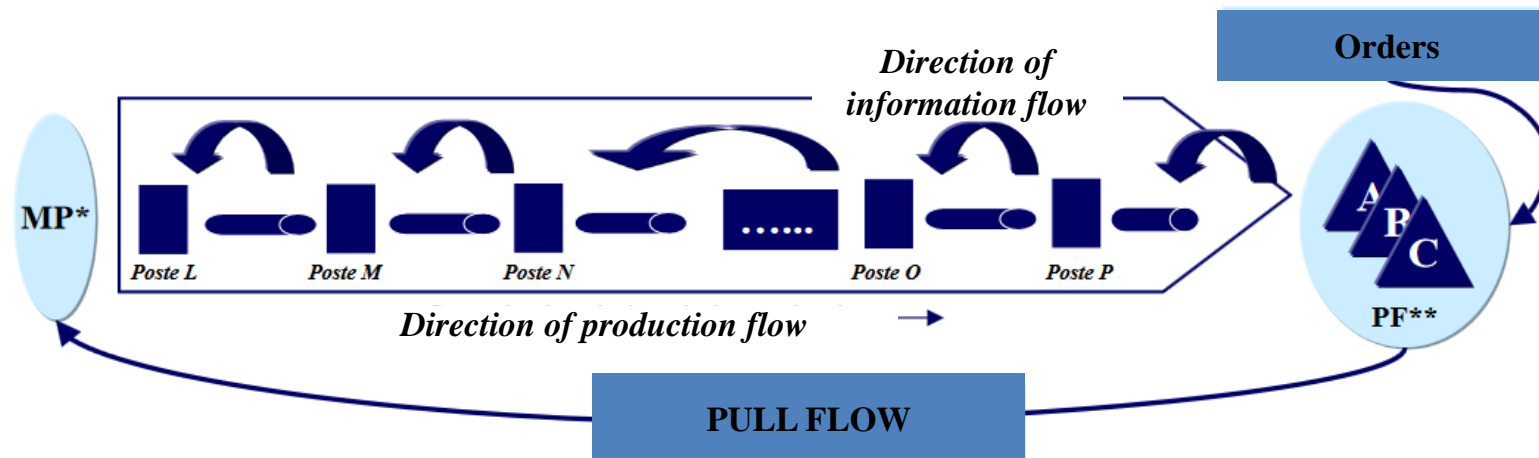 Orders
Direction of
information flow
MP*
A
B
C
......
Poste L
Poste M
Poste N
Poste O
Poste P
PF**
Direction of production flow
PULL FLOW